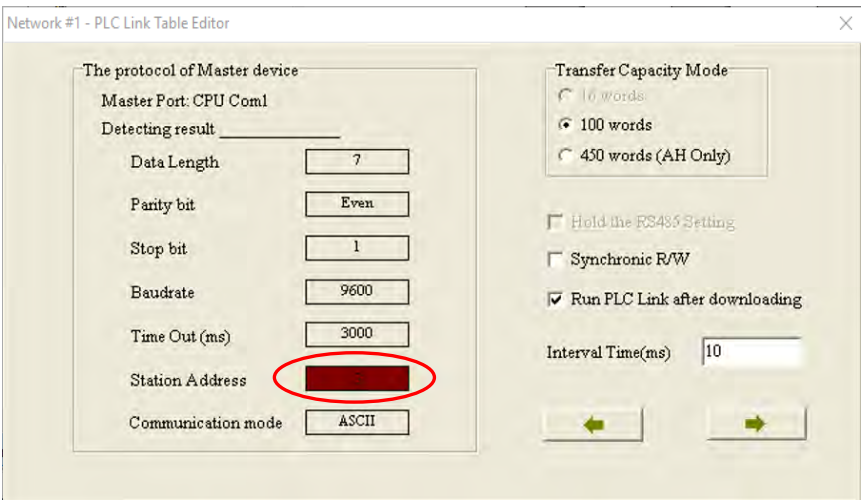 Network #1 - PLC Link Table Editor
The protocol of Master device
Master Port: CPU Com1
Detecting result
Data Length 7
Parity bit Even
Stop bit 1
Baudrate 9600
Time Out (ms) 3000
Station Address
Communication mode ASCII
Transfer Capacity Mode
16 words
100 words
450 words (AH Only)
Hold the RS485 Setting
Synchronic R/W
Run PLC Link after downloading
Interval Time(ms) 10